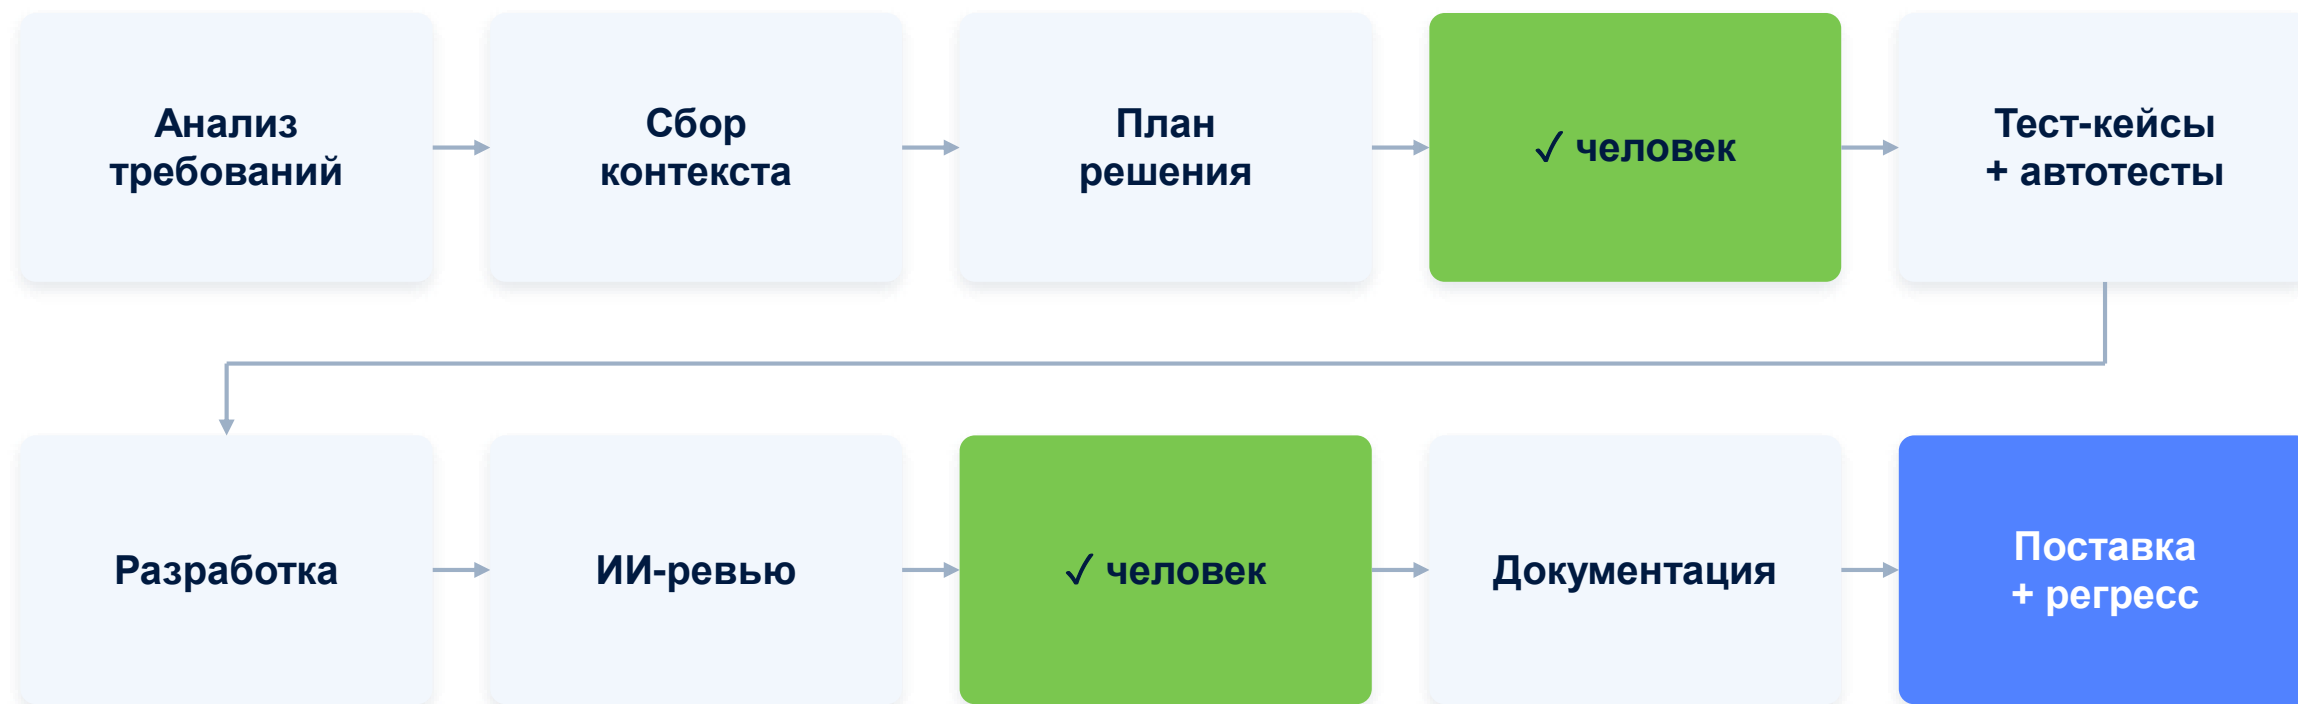 Анализ
требований
Сбор
контекста
План
решения
✓ человек
Тест-кейсы
+ автотесты
Разработка
ИИ-ревью
✓ человек
Документация
Поставка
+ регресс